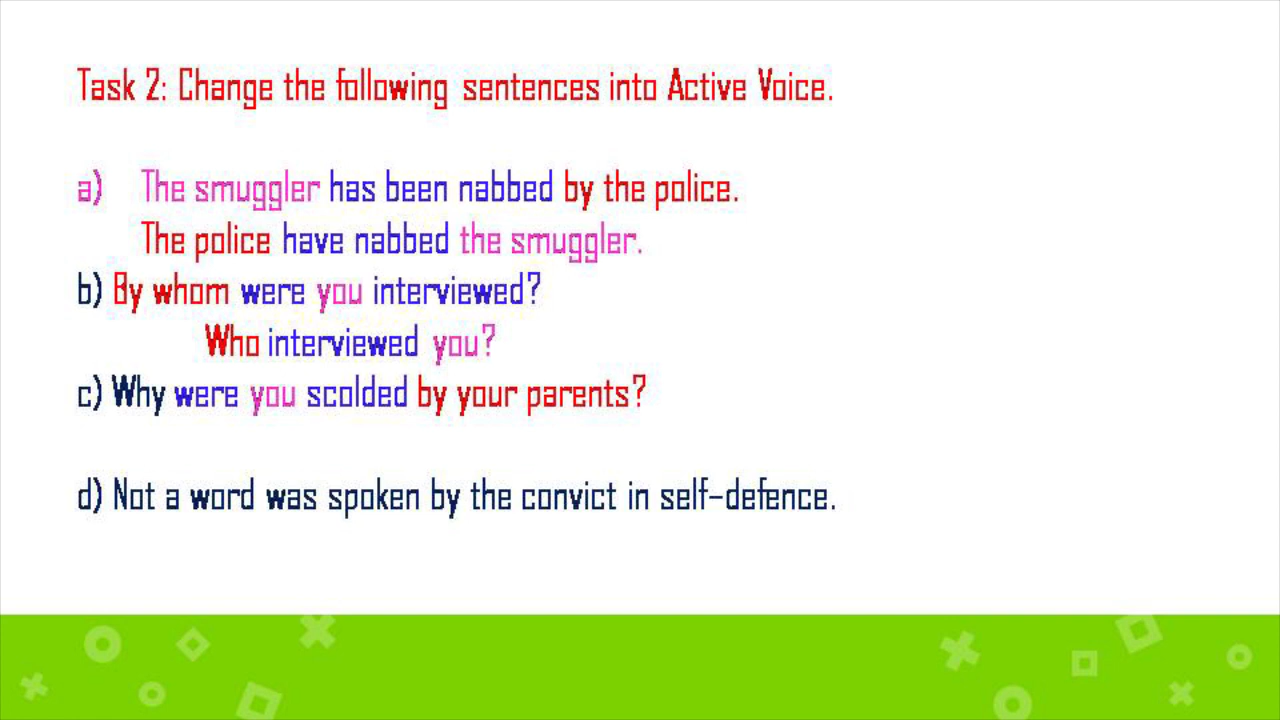 Task 2: Change the following sentences into Active Voice.
a) The smuggler has been nabbed by the police.
The police have nabbed the smuggler.
b) By whom were you interviewed?
Who interviewed you?
c) Why were you scolded by your parents?
d) Not a word was spoken by the convict in self-defence.